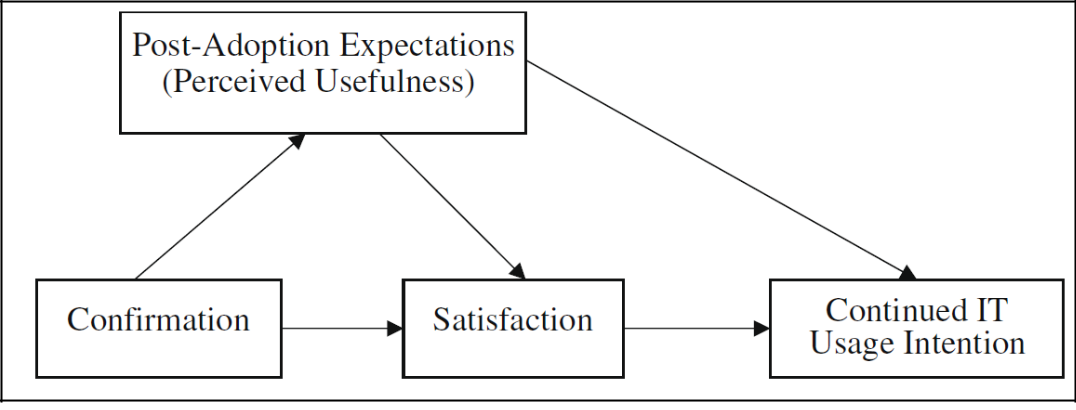 Post-Adoption Expectations
(Perceived Usefulness)
Confirmation
Satisfaction
Continued IT
Usage Intention